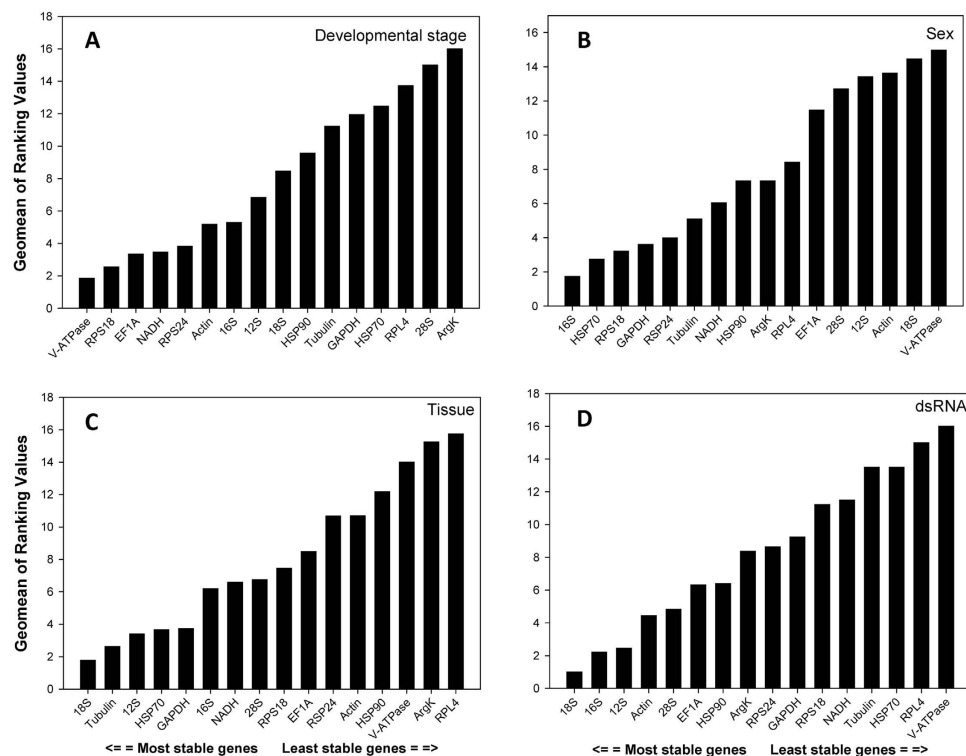 A
Developmental stage
Geomean of Ranking Values
18
16
14
12
10
8
6
4
2
0
V-ATPase
RPS18
EF1A
NADH
RPS24
Actin
16S
12S
18S
HSP90
Tubulin
GAPDH
HSP70
RPL4
28S
ArgK
B
Sex
18
16
14
12
10
8
6
4
2
0
16S
HSP70
RPS18
GAPDH
RSP24
Tubulin
NADH
HSP90
ArgK
RPL4
EF1A
28S
12S
Actin
18S
V-ATPase
C
Tissue
Geomean of Ranking Values
18
16
14
12
10
8
6
4
2
0
18S
Tubulin
12S
HSP70
GAPDH
16S
NADH
28S
RPS18
EF1A
RSP24
Actin
HSP90
V-ATPase
ArgK
RPL4
<= = Most stable genes Least stable genes = =>
D
dsRNA
18
16
14
12
10
8
6
4
2
0
18S
16S
12S
Actin
28S
EF1A
HSP90
ArgK
RPS24
GAPDH
RPS18
NADH
Tubulin
HSP70
RPL4
V-ATPase
<= = Most stable genes Least stable genes = =>